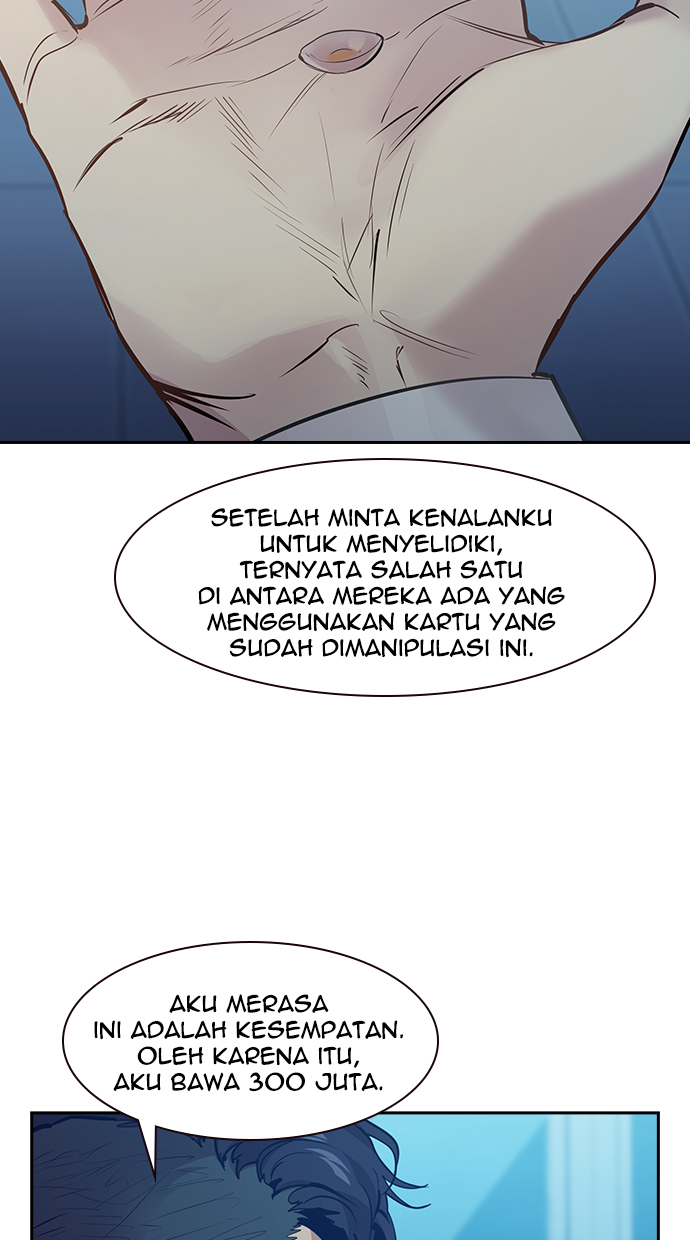 SETELAH MINTA KENALANKU
UNTUK MENYELIDIKI,
TERNYATA SALAH SATU
DI ANTARA MEREKA ADA YANG
MENGGUNAKAN KARTU YANG
SUDAH DIMANIPULASI INI.
AKU MERASA
INI ADALAH KESEMPATAN.
OLEH KARENA ITU,
AKU BAWA 300 JUTA.